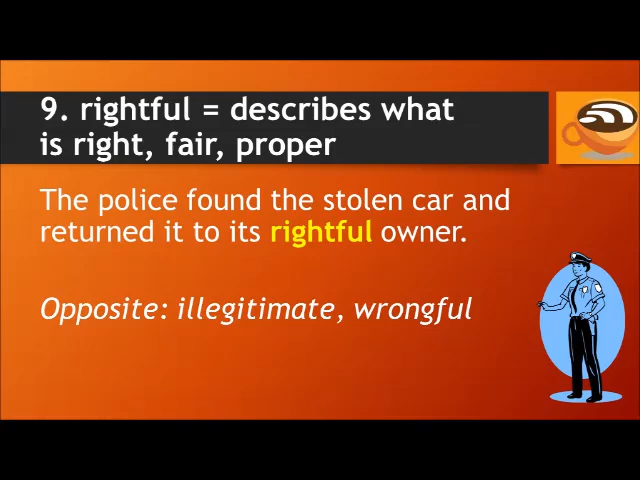 9. rightful = describes what
is right, fair, proper
The police found the stolen car and
returned it to its rightful owner.
Opposite: illegitimate, wrongful